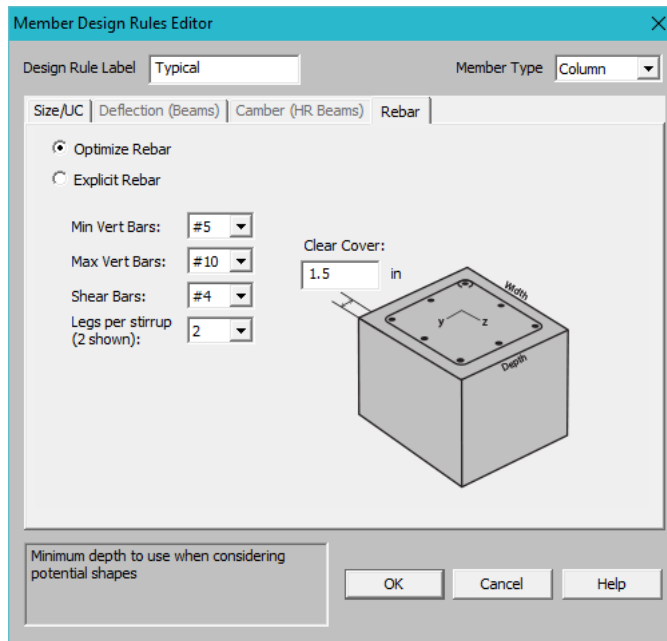 Member Design Rules Editor
Design Rule Label Typical Member Type Column
Size/UC Deflection (Beams) Camber (HR Beams) Rebar
Optimize Rebar
Explicit Rebar
Min Vert Bars: #5
Max Vert Bars: #10
Shear Bars: #4
Legs per stirrup
(2 shown): 2
Clear Cover:
1.5 in
Width
y z
Depth
Minimum depth to use when considering
potential shapes
OK Cancel Help